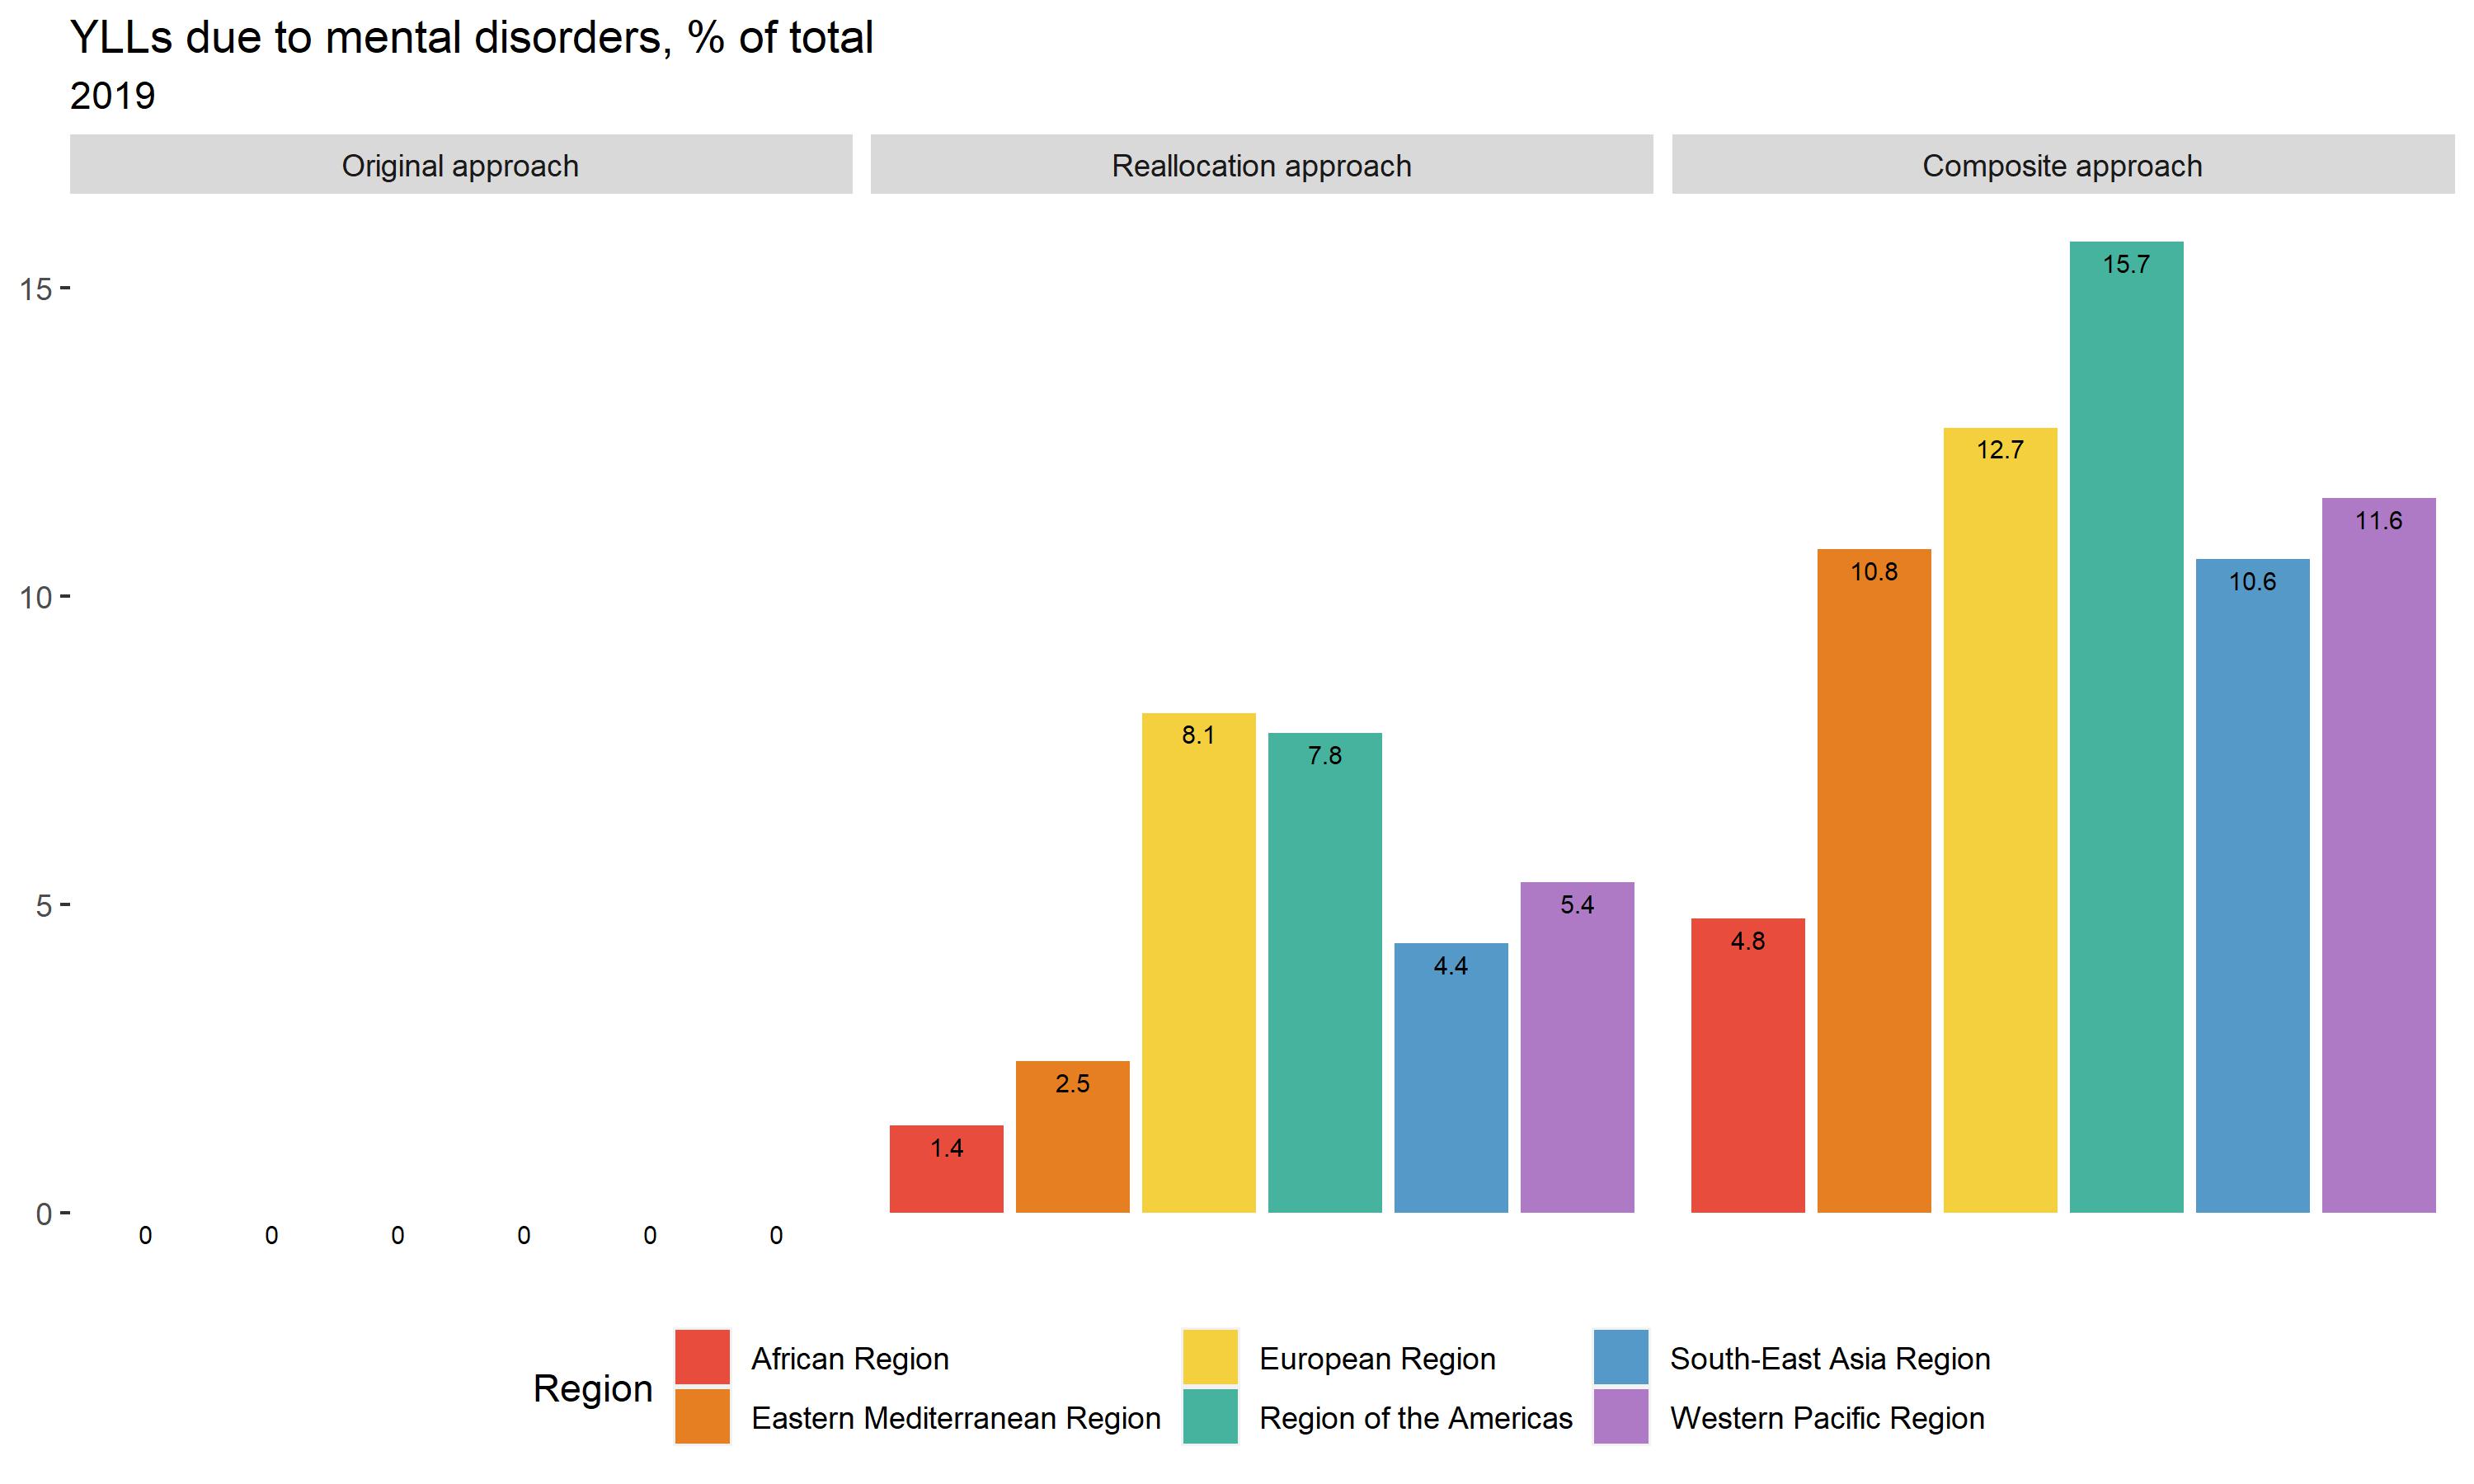 YLLs due to mental disorders, % of total
2019
Original approach
Reallocation approach
Composite approach
15
10
5
0
0 0 0 0 0 0
1.4 2.5 8.1 7.8 4.4 5.4
4.8 10.8 12.7 15.7 10.6 11.6
Region
African Region
Eastern Mediterranean Region
European Region
Region of the Americas
South-East Asia Region
Western Pacific Region